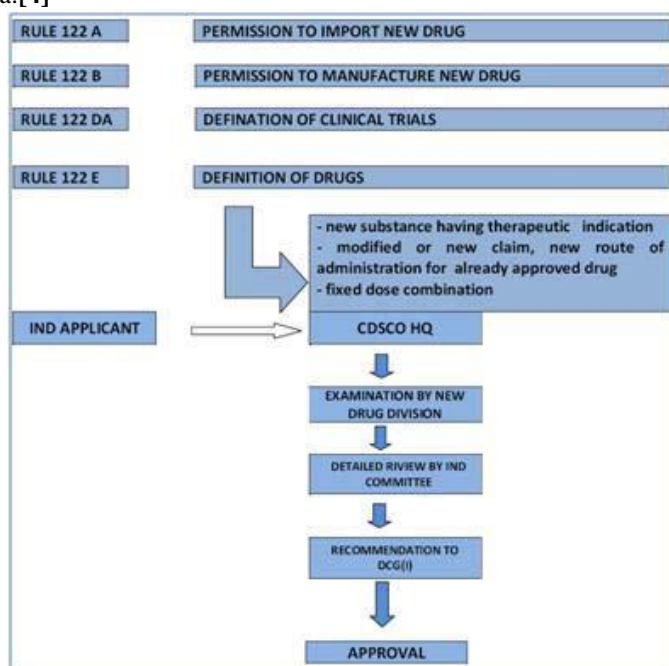 a.[4]
RULE 122 A PERMISSION TO IMPORT NEW DRUG
RULE 122 B PERMISSION TO MANUFACTURE NEW DRUG
RULE 122 DA DEFINATION OF CLINICAL TRIALS
RULE 122 E DEFINITION OF DRUGS
- new substance having therapeutic indication
- modified or new claim, new route of
administration for already approved drug
- fixed dose combination
IND APPLICANT CDSCO HQ
EXAMINATION BY NEW
DRUG DIVISION
DETAILED RIVIEW BY IND
COMMITTEE
RECOMMENDATION TO
DCG(I)
APPROVAL